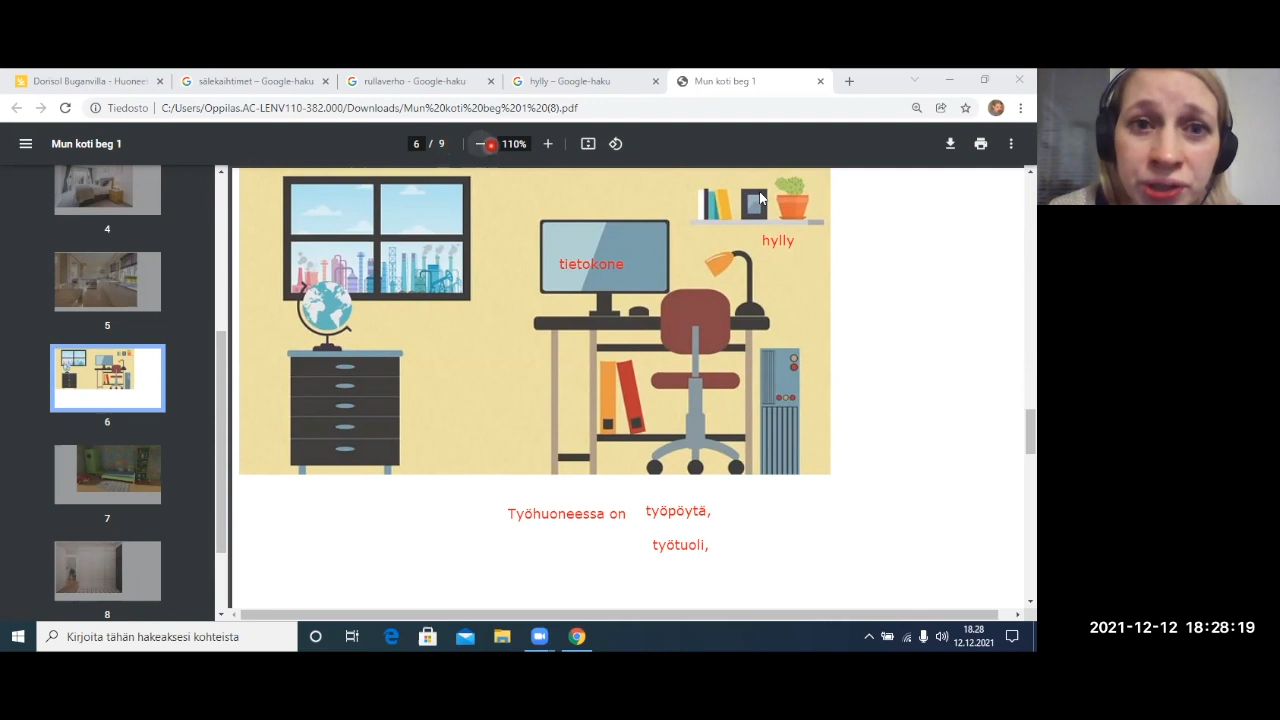 Dorisol Buganvilla - Huonee
sälekaihtimet – Google-haku
rullaverho - Google-haku
hylly – Google-haku
Mun koti beg 1
Tiedosto
C:/Users/Oppilas.AC-LENV110-382.000/Downloads/Mun%20koti%20beg%201%20(8).pdf
Mun koti beg 1
6 / 9
110%
4
5
6
7
8
hylly
tietokone
Työhuoneessa on
työpöytä,
työtuoli,
Kirjoita tähän hakeaksesi kohteista
18.28
12.12.2021
2021-12-12 18:28:19